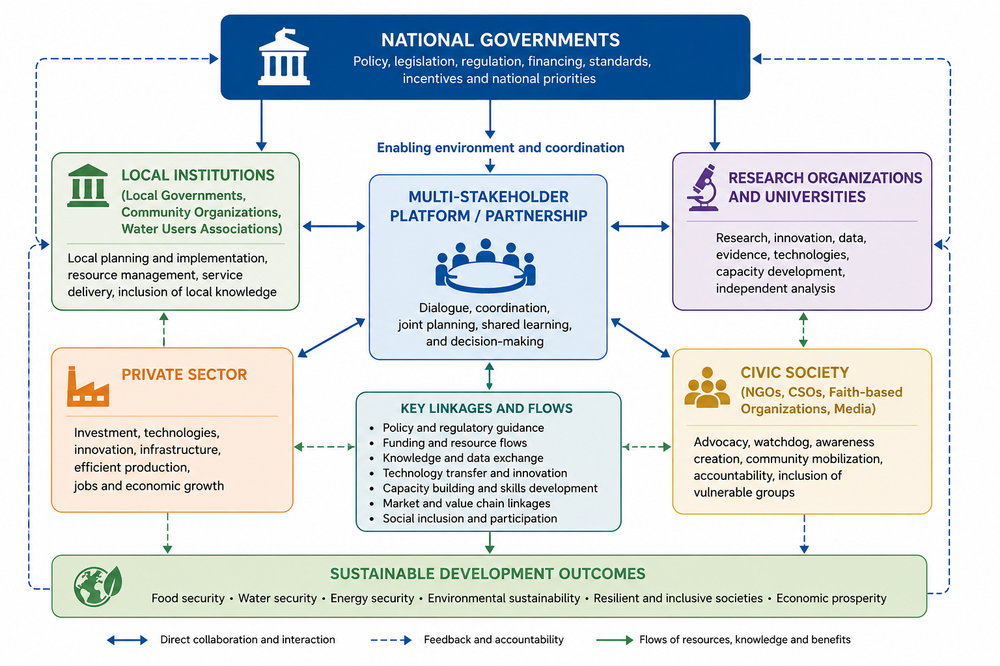 NATIONAL GOVERNMENTS
Policy, legislation, regulation, financing, standards,
incentives and national priorities
Enabling environment and coordination
LOCAL INSTITUTIONS
(Local Governments,
Community Organizations,
Water Users Associations)
Local planning and implementation,
resource management, service
delivery, inclusion of local knowledge
MULTI-STAKEHOLDER
PLATFORM / PARTNERSHIP
Dialogue, coordination,
joint planning, shared learning,
and decision-making
RESEARCH ORGANIZATIONS
AND UNIVERSITIES
Research, innovation, data,
evidence, technologies,
capacity development,
independent analysis
PRIVATE SECTOR
Investment, technologies,
innovation, infrastructure,
efficient production,
jobs and economic growth
KEY LINKAGES AND FLOWS
• Policy and regulatory guidance
• Funding and resource flows
• Knowledge and data exchange
• Technology transfer and innovation
• Capacity building and skills development
• Market and value chain linkages
• Social inclusion and participation
CIVIC SOCIETY
(NGOs, CSOs, Faith-based
Organizations, Media)
Advocacy, watchdog, awareness
creation, community mobilization,
accountability, inclusion of
vulnerable groups
SUSTAINABLE DEVELOPMENT OUTCOMES
Food security • Water security • Energy security • Environmental sustainability • Resilient and inclusive societies • Economic prosperity
Direct collaboration and interaction
Feedback and accountability
Flows of resources, knowledge and benefits